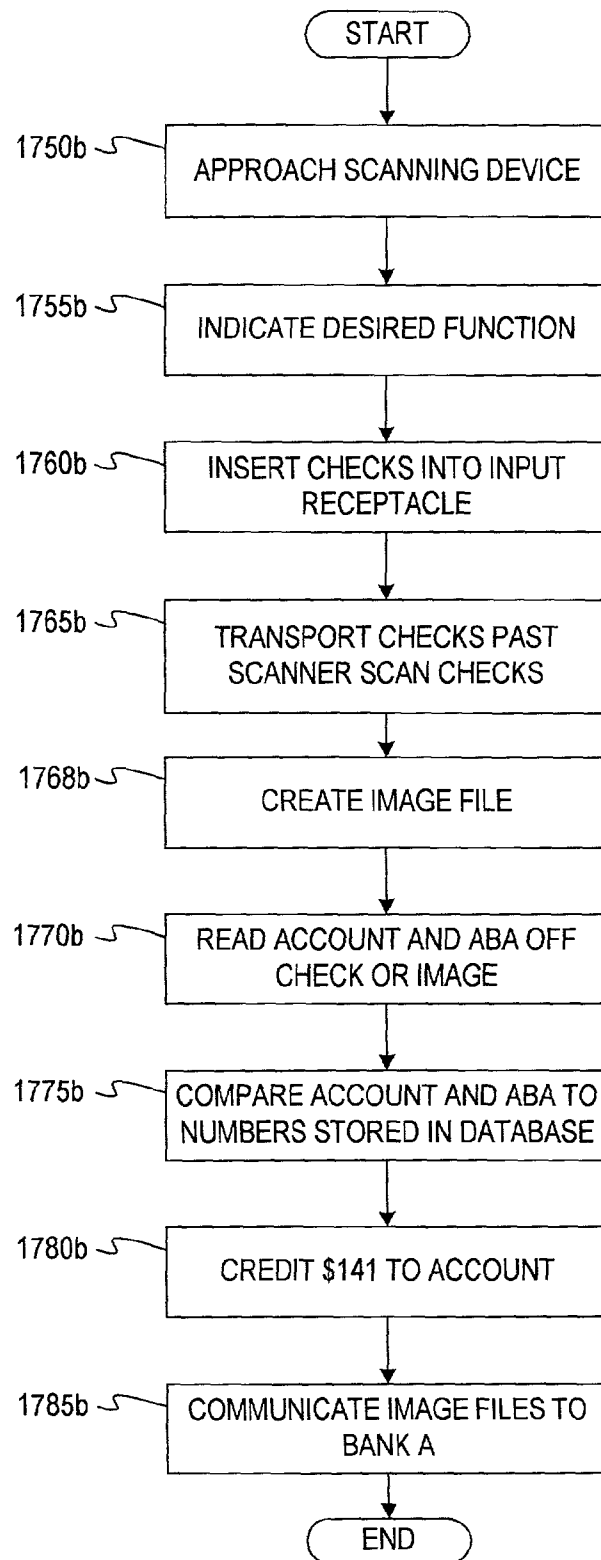 START
1750b
APPROACH SCANNING DEVICE
1755b
INDICATE DESIRED FUNCTION
1760b
INSERT CHECKS INTO INPUT
RECEPTACLE
1765b
TRANSPORT CHECKS PAST
SCANNER SCAN CHECKS
1768b
CREATE IMAGE FILE
1770b
READ ACCOUNT AND ABA OFF
CHECK OR IMAGE
1775b
COMPARE ACCOUNT AND ABA TO
NUMBERS STORED IN DATABASE
1780b
CREDIT $141 TO ACCOUNT
1785b
COMMUNICATE IMAGE FILES TO
BANK A
END